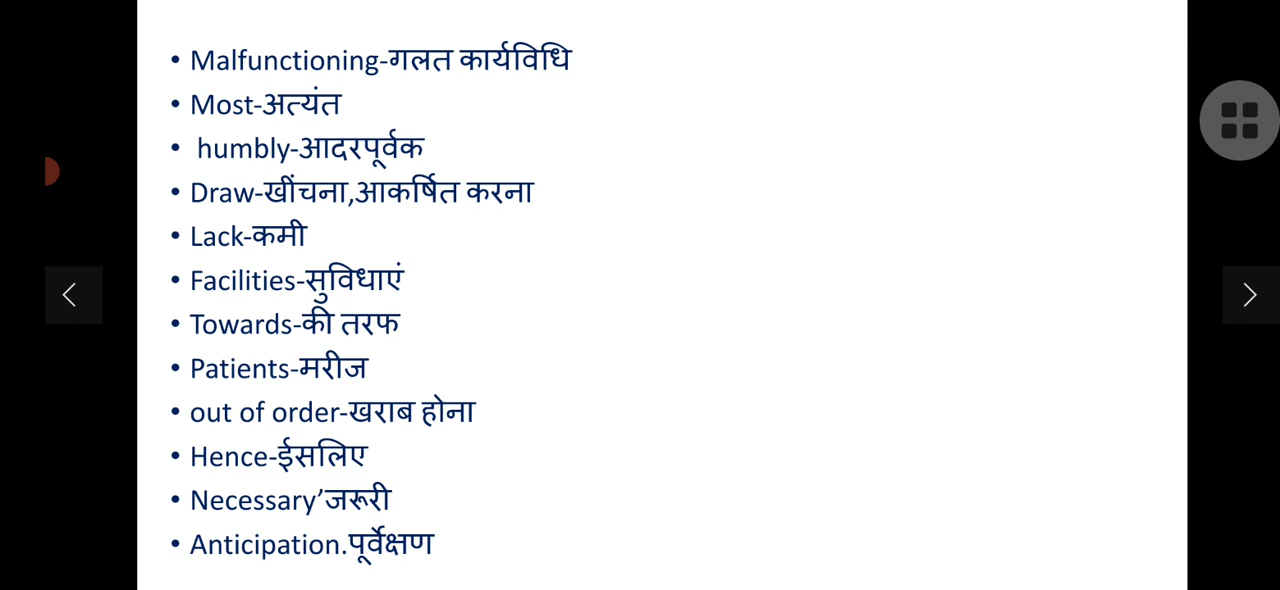 • Malfunctioning-गलत कार्यविधि
• Most-अत्यंत
• humbly-आदरपूर्वक
• Draw-खींचना,आकर्षित करना
• Lack-कमी
• Facilities-सुविधाएं
• Towards-की तरफ
• Patients-मरीज
• out of order-खराब होना
• Hence-ईसलिए
• Necessary’जरूरी
• Anticipation.पूर्वेक्षण